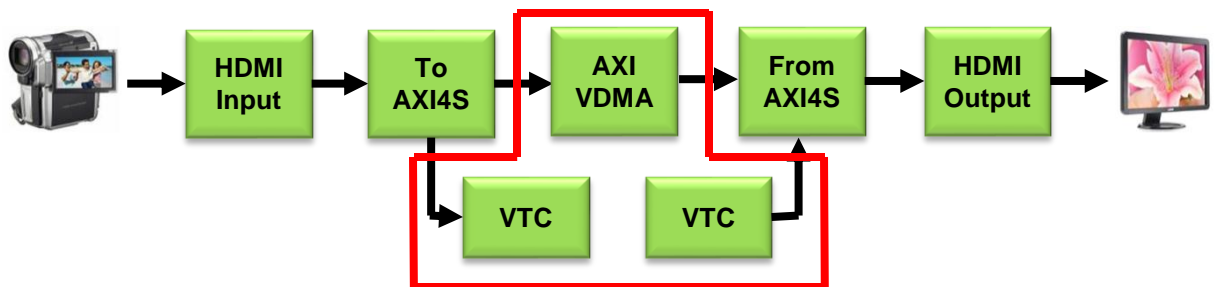 HDMI
Input
To
AXI4S
AXI
VDMA
From
AXI4S
HDMI
Output
VTC
VTC